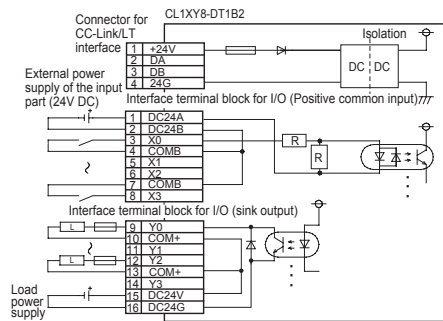 CL1XY8-DT1B2
Connector for
CC-Link/LT
interface
Isolation
1 +24V
2 DA
3 DB
4 24G
DC DC
External power
supply of the input
part (24V DC)
Interface terminal block for I/O (Positive common input)
1 DC24A
2 DC24B
3 X0
4 COMB
5 X1
6 X2
7 COMB
8 X3
R
R
Interface terminal block for I/O (sink output)
9 Y0
10 COM+
11 Y1
12 Y2
13 COM+
14 Y3
15 DC24V
16 DC24G
L
L
Load
power
supply